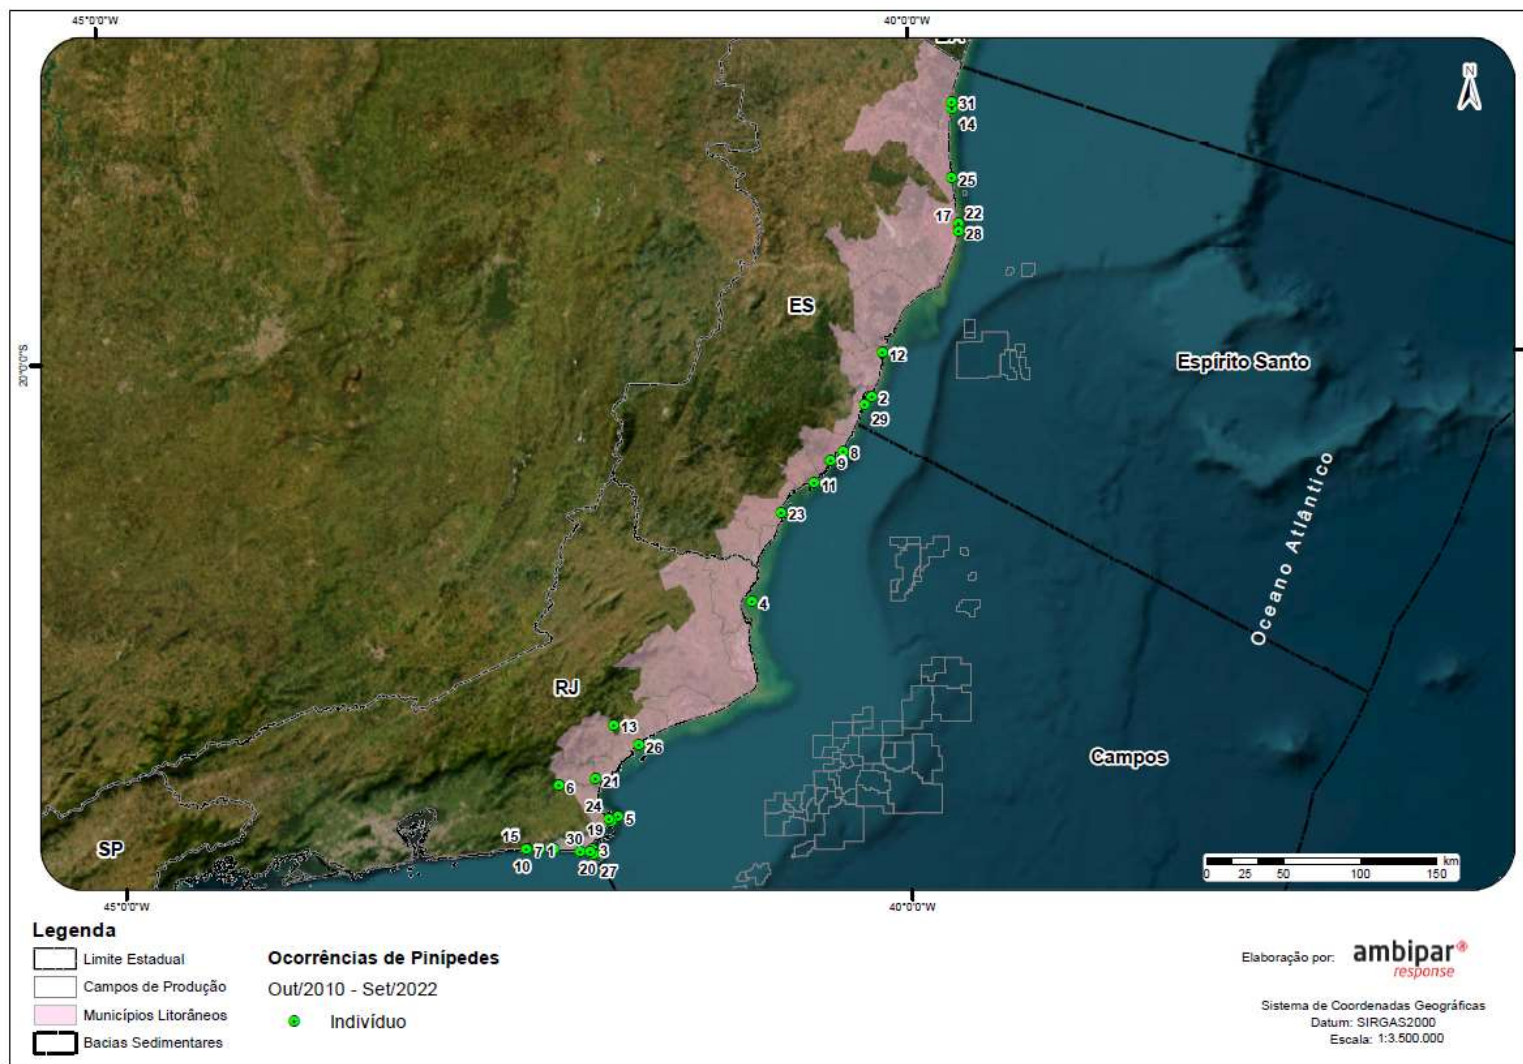 45°0'0"W
40°0'0"W
N
31
14
25
17
22
28
ES
12
20°0'0"S
Espírito Santo
2
29
8
9
11
23
Oceano Atlântico
4
RJ
13
26
Campos
21
6
24
5
19
SP
15
30
7
1
3
10
20
27
km
0
25
50
100
150
45°0'0"W
40°0'0"W
Legenda
Limite Estadual
Campos de Produção
Municípios Litorâneos
Bacias Sedimentares
Ocorrências de Pinípedes
Out/2010 - Set/2022
Indivíduo
Elaboração por:
ambipar®
response
Sistema de Coordenadas Geográficas
Datum: SIRGAS2000
Escala: 1:3.500.000